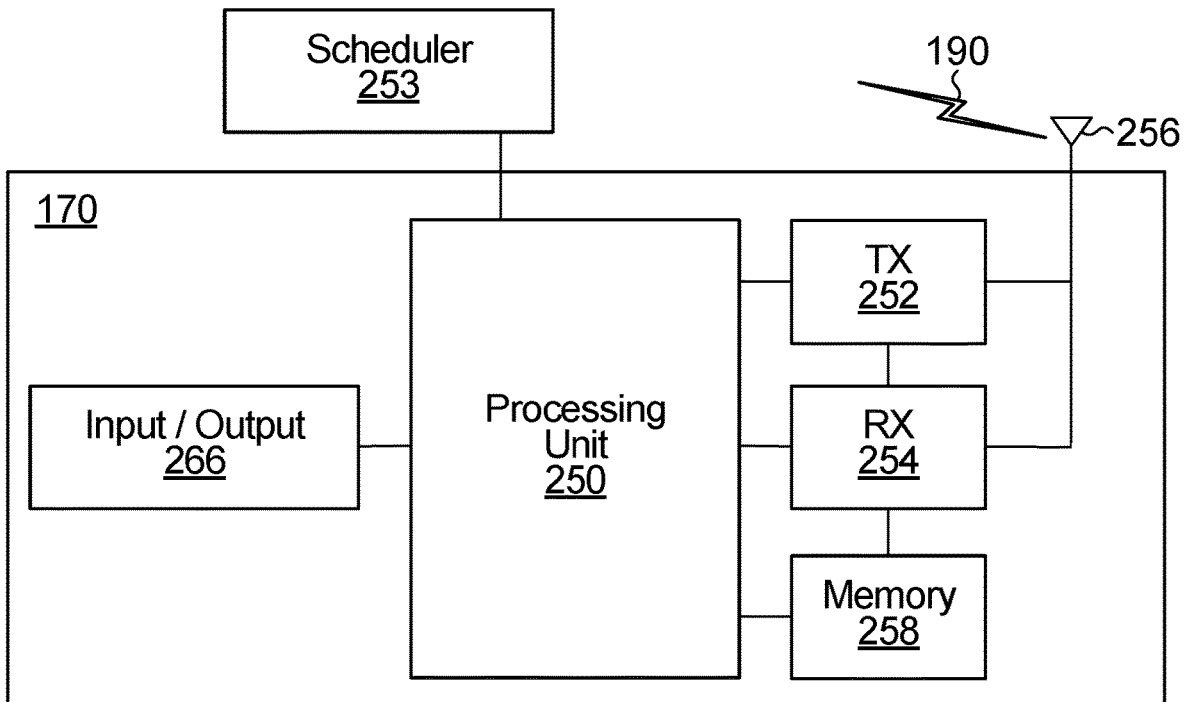 Scheduler
253
190
256
170
TX
252
Input / Output
266
Processing
Unit
250
RX
254
Memory
258